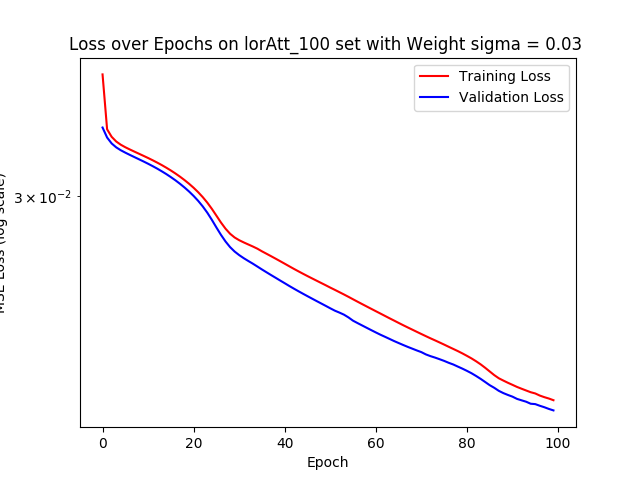 Loss over Epochs on lorAtt_100 set with Weight sigma = 0.03
Training Loss
Validation Loss
3 × 10⁻²
MSE Loss (log scale)
0 20 40 60 80 100
Epoch